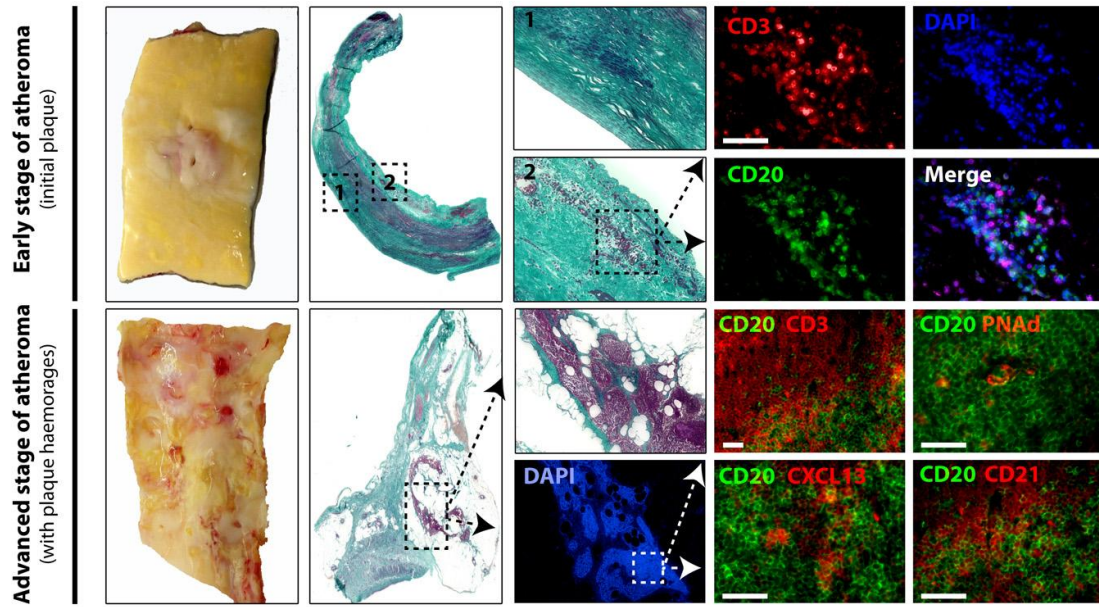 Early stage of atheroma
(initial plaque)
1
2
1
2
CD3
DAPI
CD20
Merge
Advanced stage of atheroma
(with plaque haemorages)
DAPI
CD20 CD3
CD20 PNAd
CD20 CXCL13
CD20 CD21